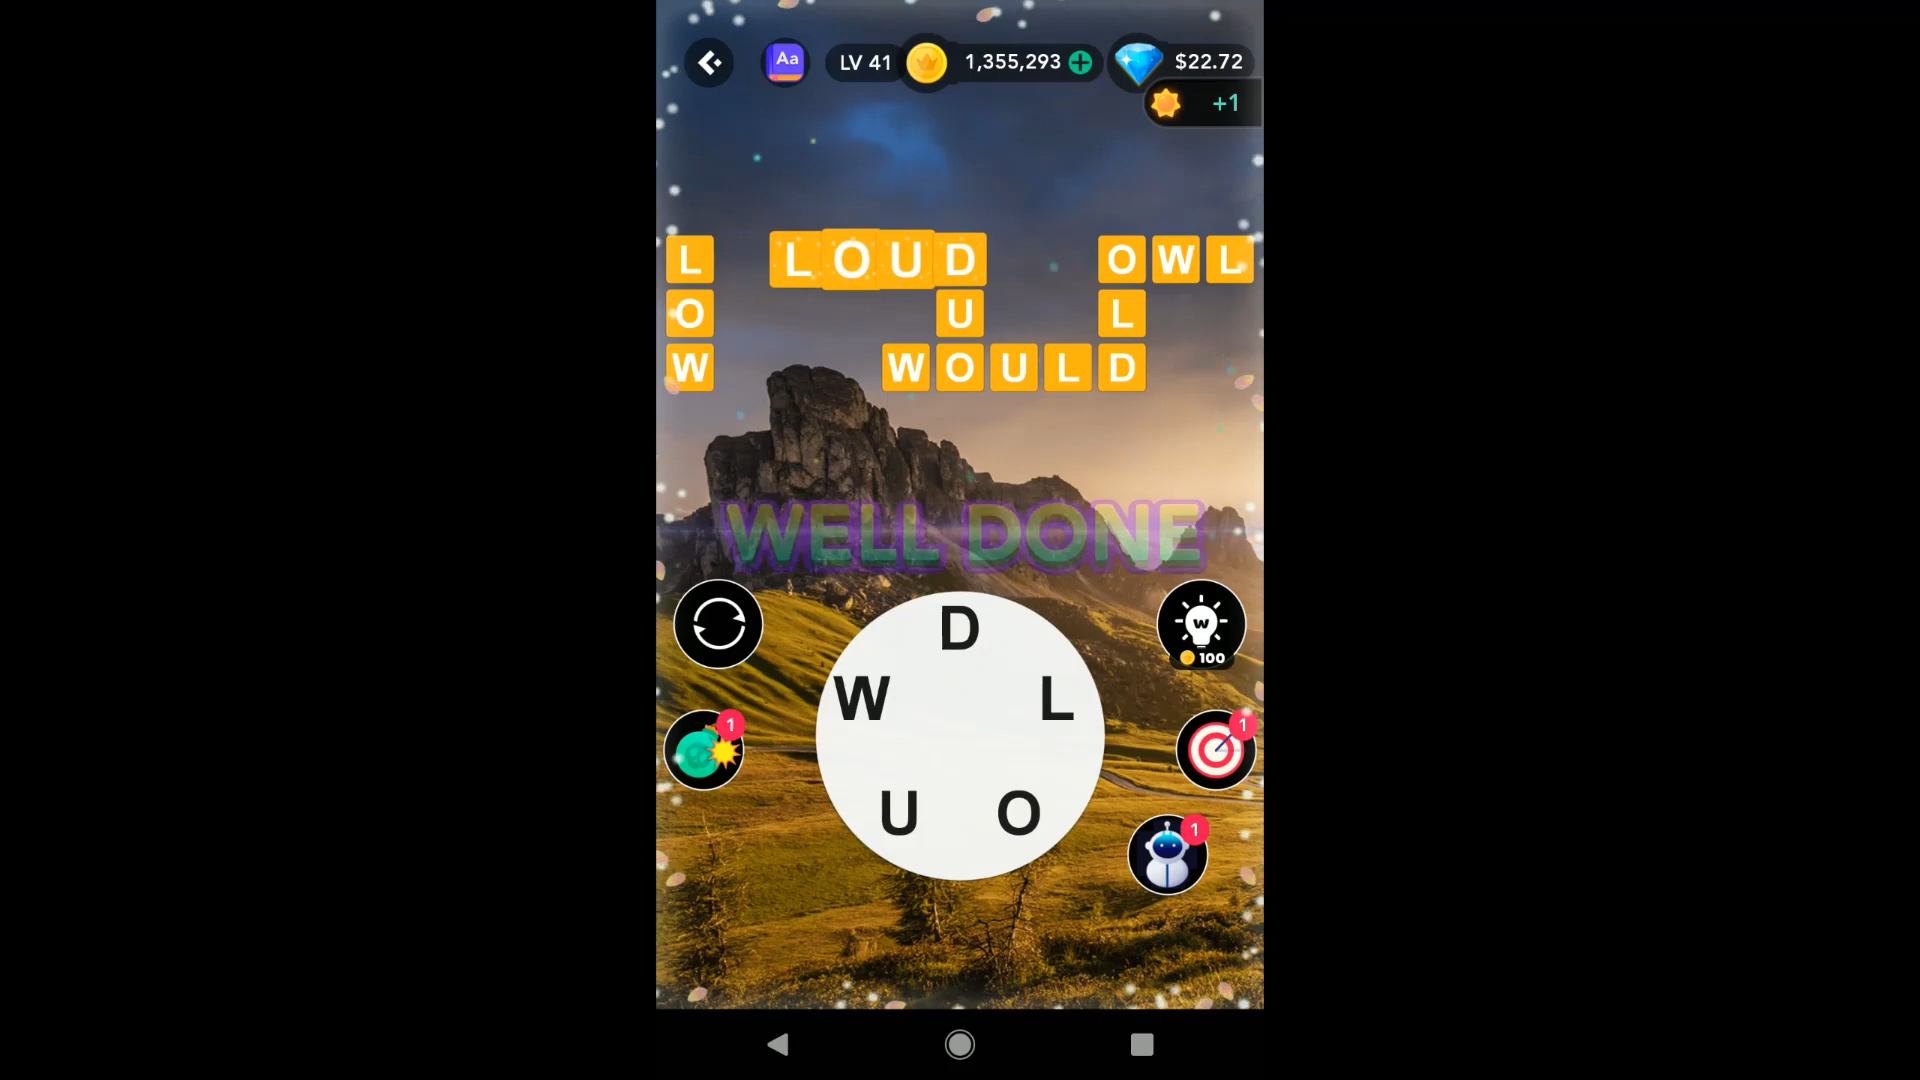 Aa LV 41 1,355,293 $22.72
+1
L LOUD OWL
O U L
W WOULD
WELL DONE
D
W L
W
100
1 1
U O
1